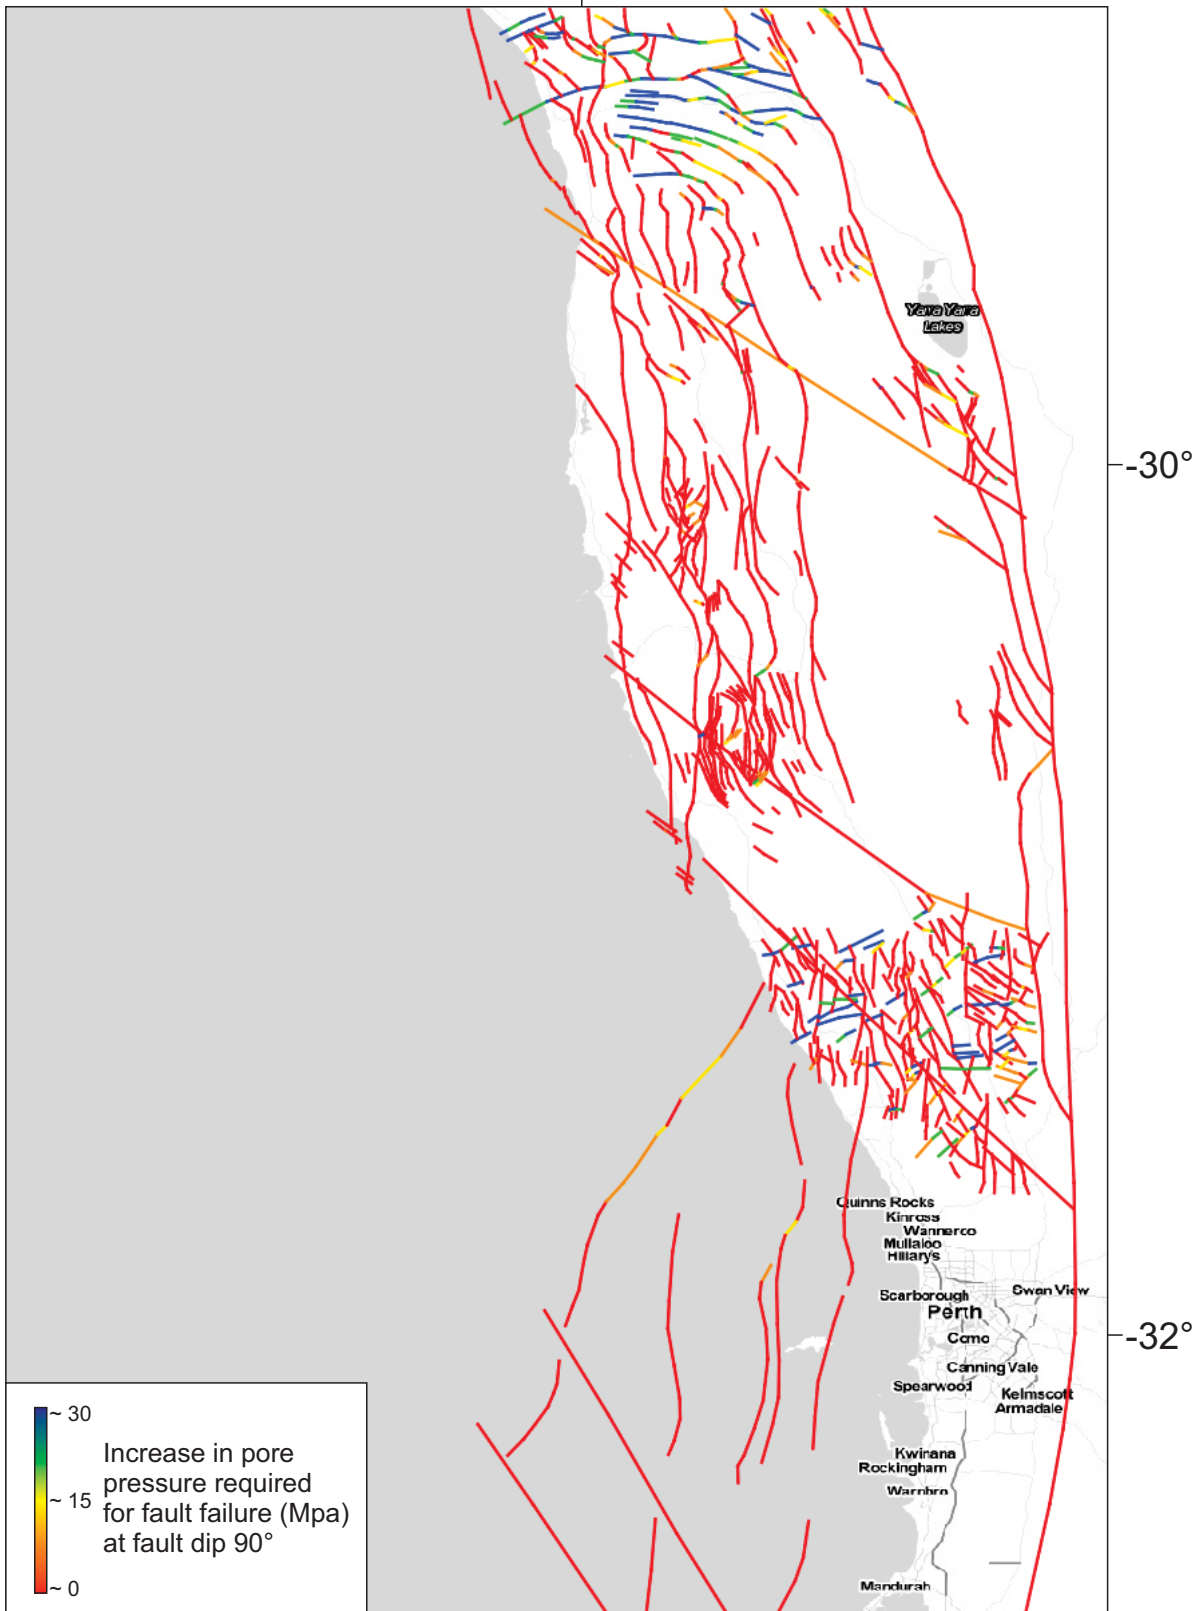 Yarra Yarra
Lakes
-30°
Quinns Rocks
Kinross
Wanneroo
Mullaloo
Hillarys
Scarborough
Swan View
Perth
-32°
Como
Canning Vale
Spearwood
Kelmscott
Armadale
Kwinana
Rockingham
Warnbro
Mandurah
~ 30
~ 15
~ 0
Increase in pore
pressure required
for fault failure (Mpa)
at fault dip 90°